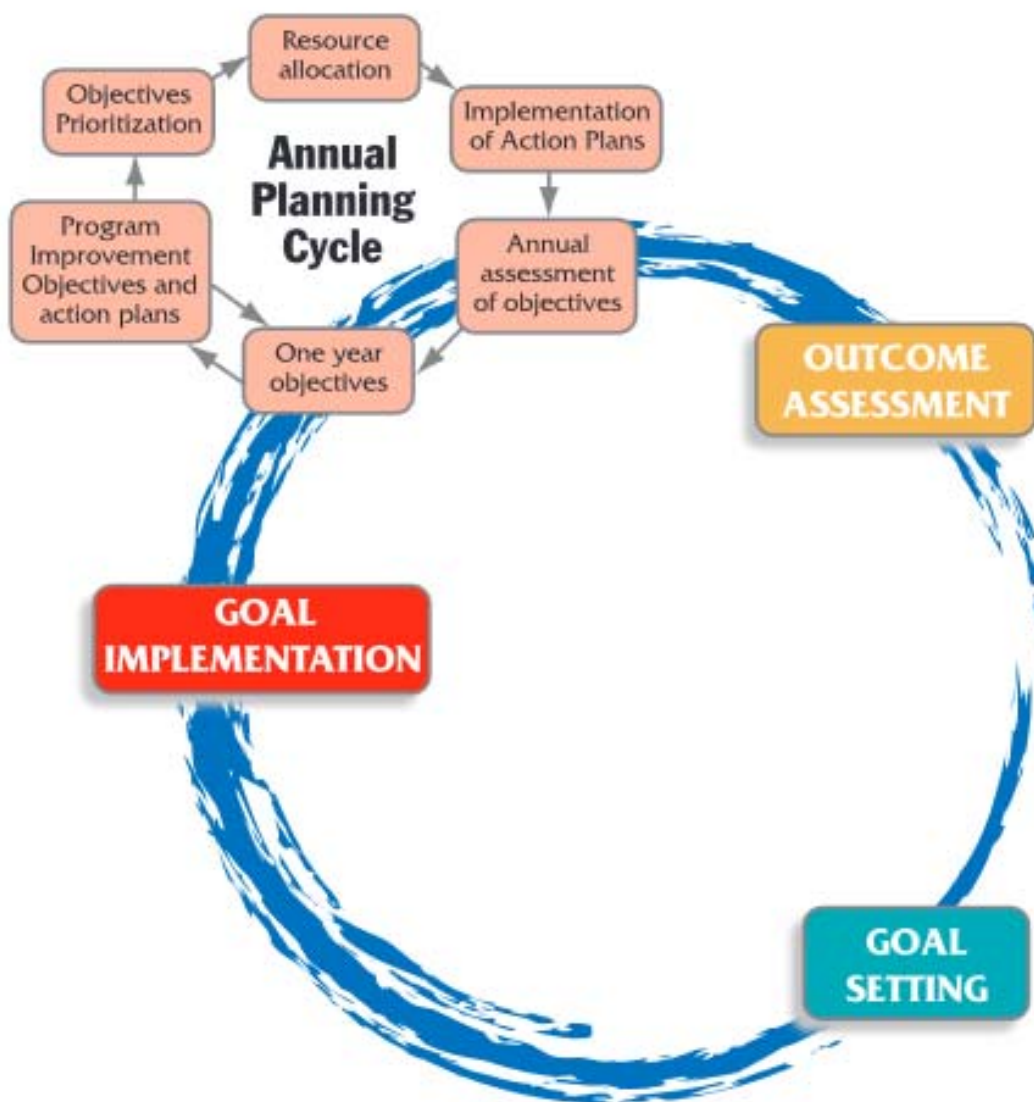 Resource
allocation
Objectives
Prioritization
Implementation
of Action Plans
Annual
Planning
Cycle
Program
Improvement
Objectives and
action plans
Annual
assessment
of objectives
One year
objectives
OUTCOME
ASSESSMENT
GOAL
IMPLEMENTATION
GOAL
SETTING